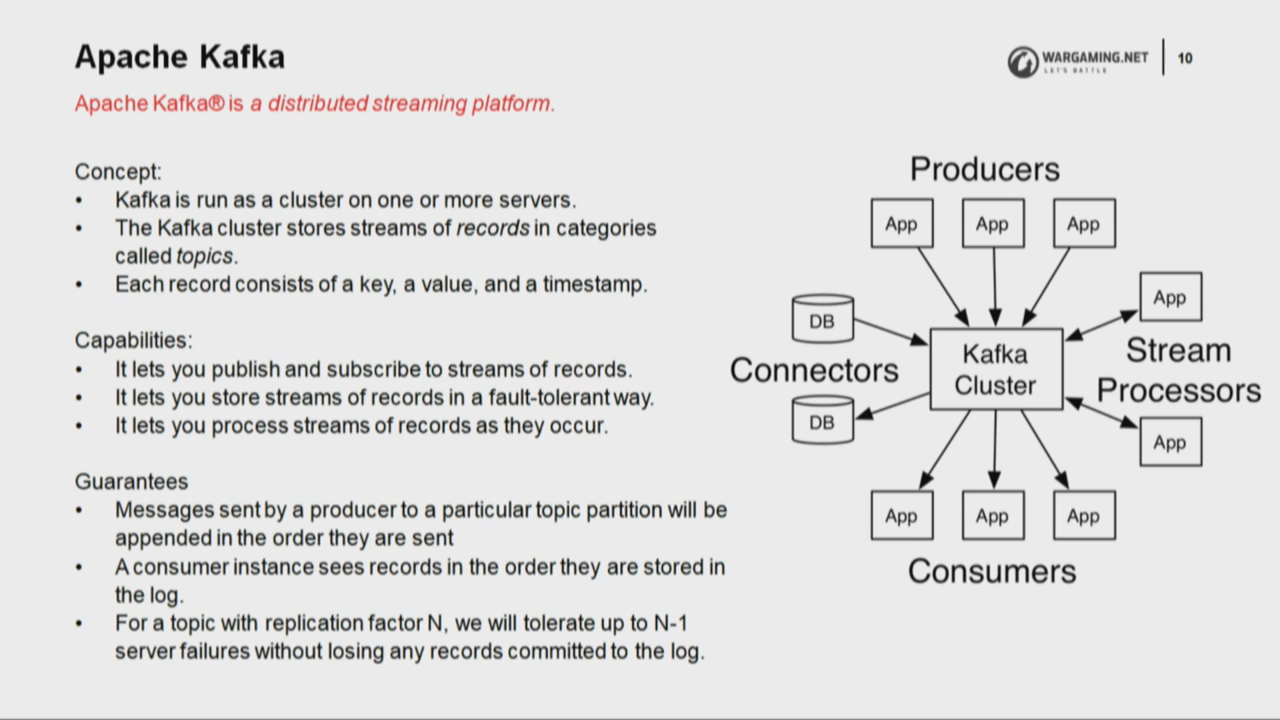 Apache Kafka
WARGAMING.NET
LET'S BATTLE
10
Apache Kafka® is a distributed streaming platform.
Concept:
• Kafka is run as a cluster on one or more servers.
• The Kafka cluster stores streams of records in categories
called topics.
• Each record consists of a key, a value, and a timestamp.
Capabilities:
• It lets you publish and subscribe to streams of records.
• It lets you store streams of records in a fault-tolerant way.
• It lets you process streams of records as they occur.
Guarantees
• Messages sent by a producer to a particular topic partition will be
appended in the order they are sent
• A consumer instance sees records in the order they are stored in
the log.
• For a topic with replication factor N, we will tolerate up to N-1
server failures without losing any records committed to the log.
Producers
App
App
App
DB
Connectors
DB
Kafka
Cluster
App
Stream
Processors
App
App
App
App
Consumers